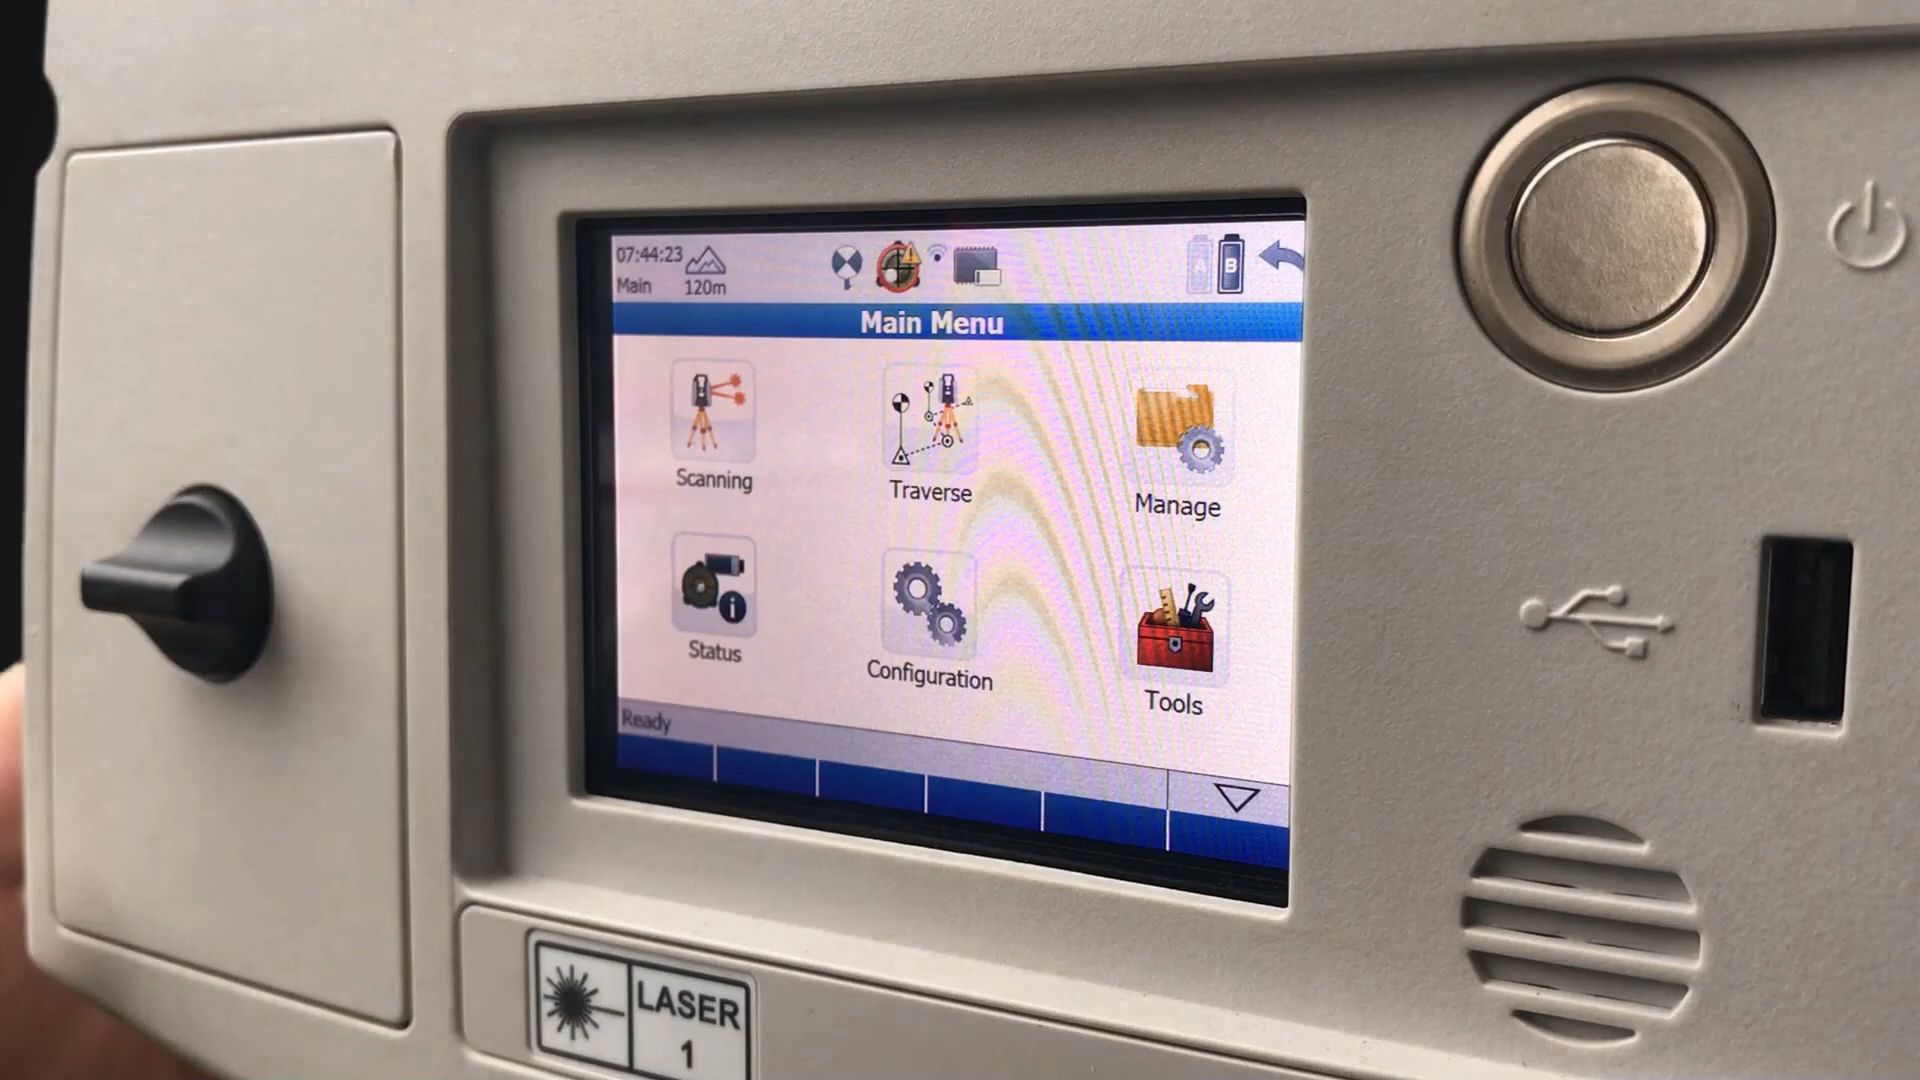 07:44:23
Main
120m
A
B
Main Menu
Scanning
Traverse
Manage
Status
Configuration
Tools
Ready
LASER
1